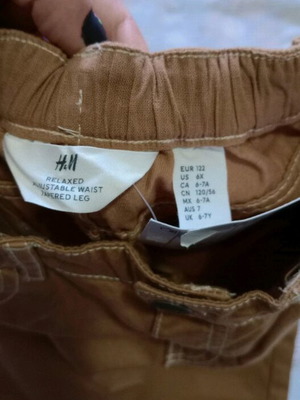 H&M
RELAXED
ADJUSTABLE WAIST
TAPERED LEG
EUR 122
US 6X
CA 6-7A
CN 120/56
MX 6-7A
AUS 7
UK 6-7Y